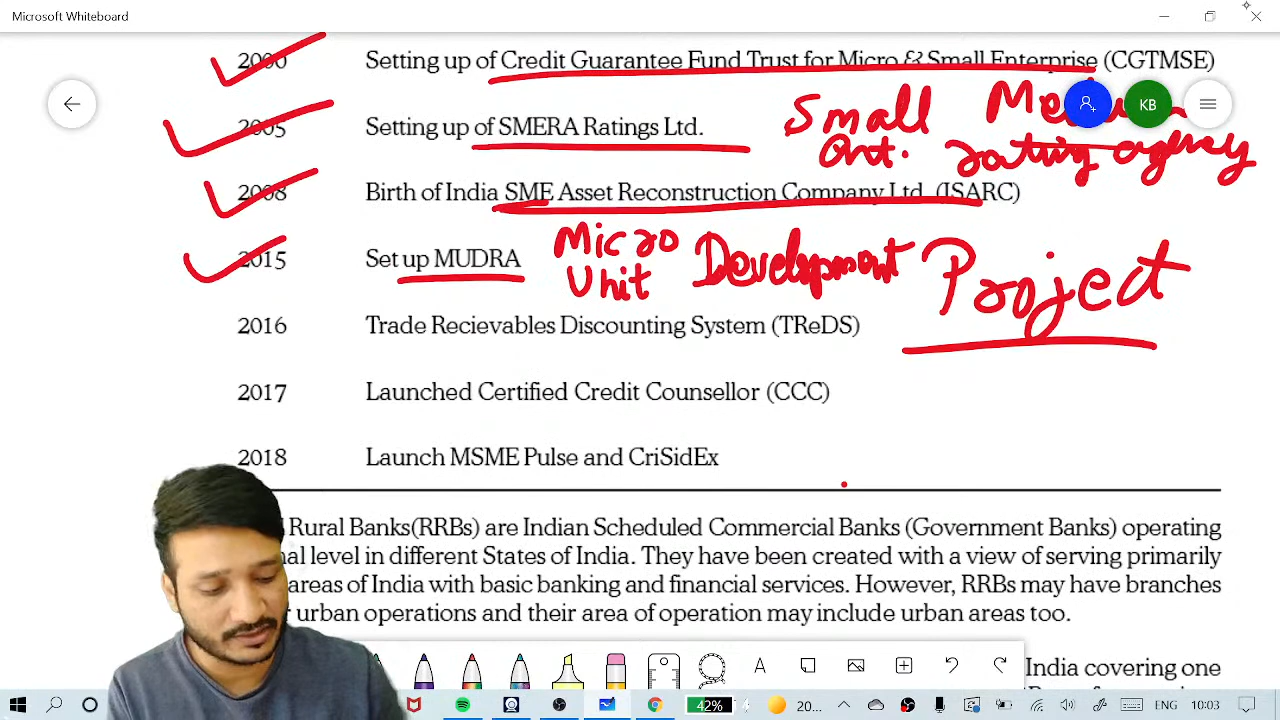 Microsoft Whiteboard
2000 Setting up of Credit Guarantee Fund Trust for Micro & Small Enterprise (CGTMSE)
KB
2005 Setting up of SMERA Ratings Ltd.
Small
rating agency
2008 Birth of India SME Asset Reconstruction Company Ltd. (ISARC)
2015 Set up MUDRA
Micro
Unit Development Project
2016 Trade Recievables Discounting System (TReDS)
2017 Launched Certified Credit Counsellor (CCC)
2018 Launch MSME Pulse and CriSidEx
Rural Banks(RRBs) are Indian Scheduled Commercial Banks (Government Banks) operating
level in different States of India. They have been created with a view of serving primarily
areas of India with basic banking and financial services. However, RRBs may have branches
urban operations and their area of operation may include urban areas too.
India covering one
42% 20... ENG 10:03